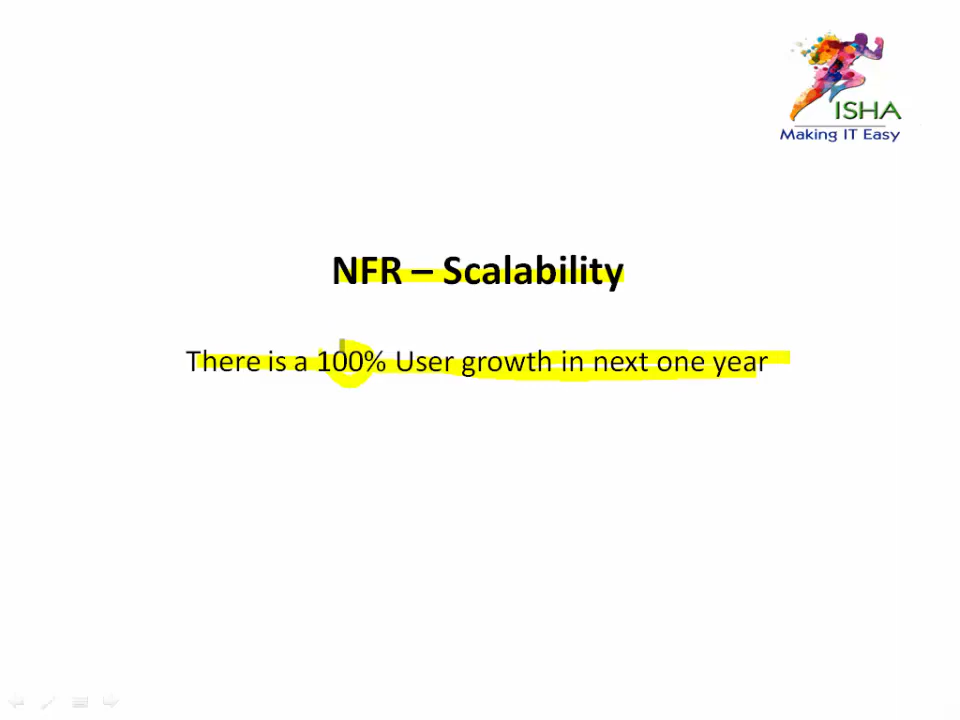 ISHA
Making IT Easy
NFR – Scalability
There is a 100% User growth in next one year